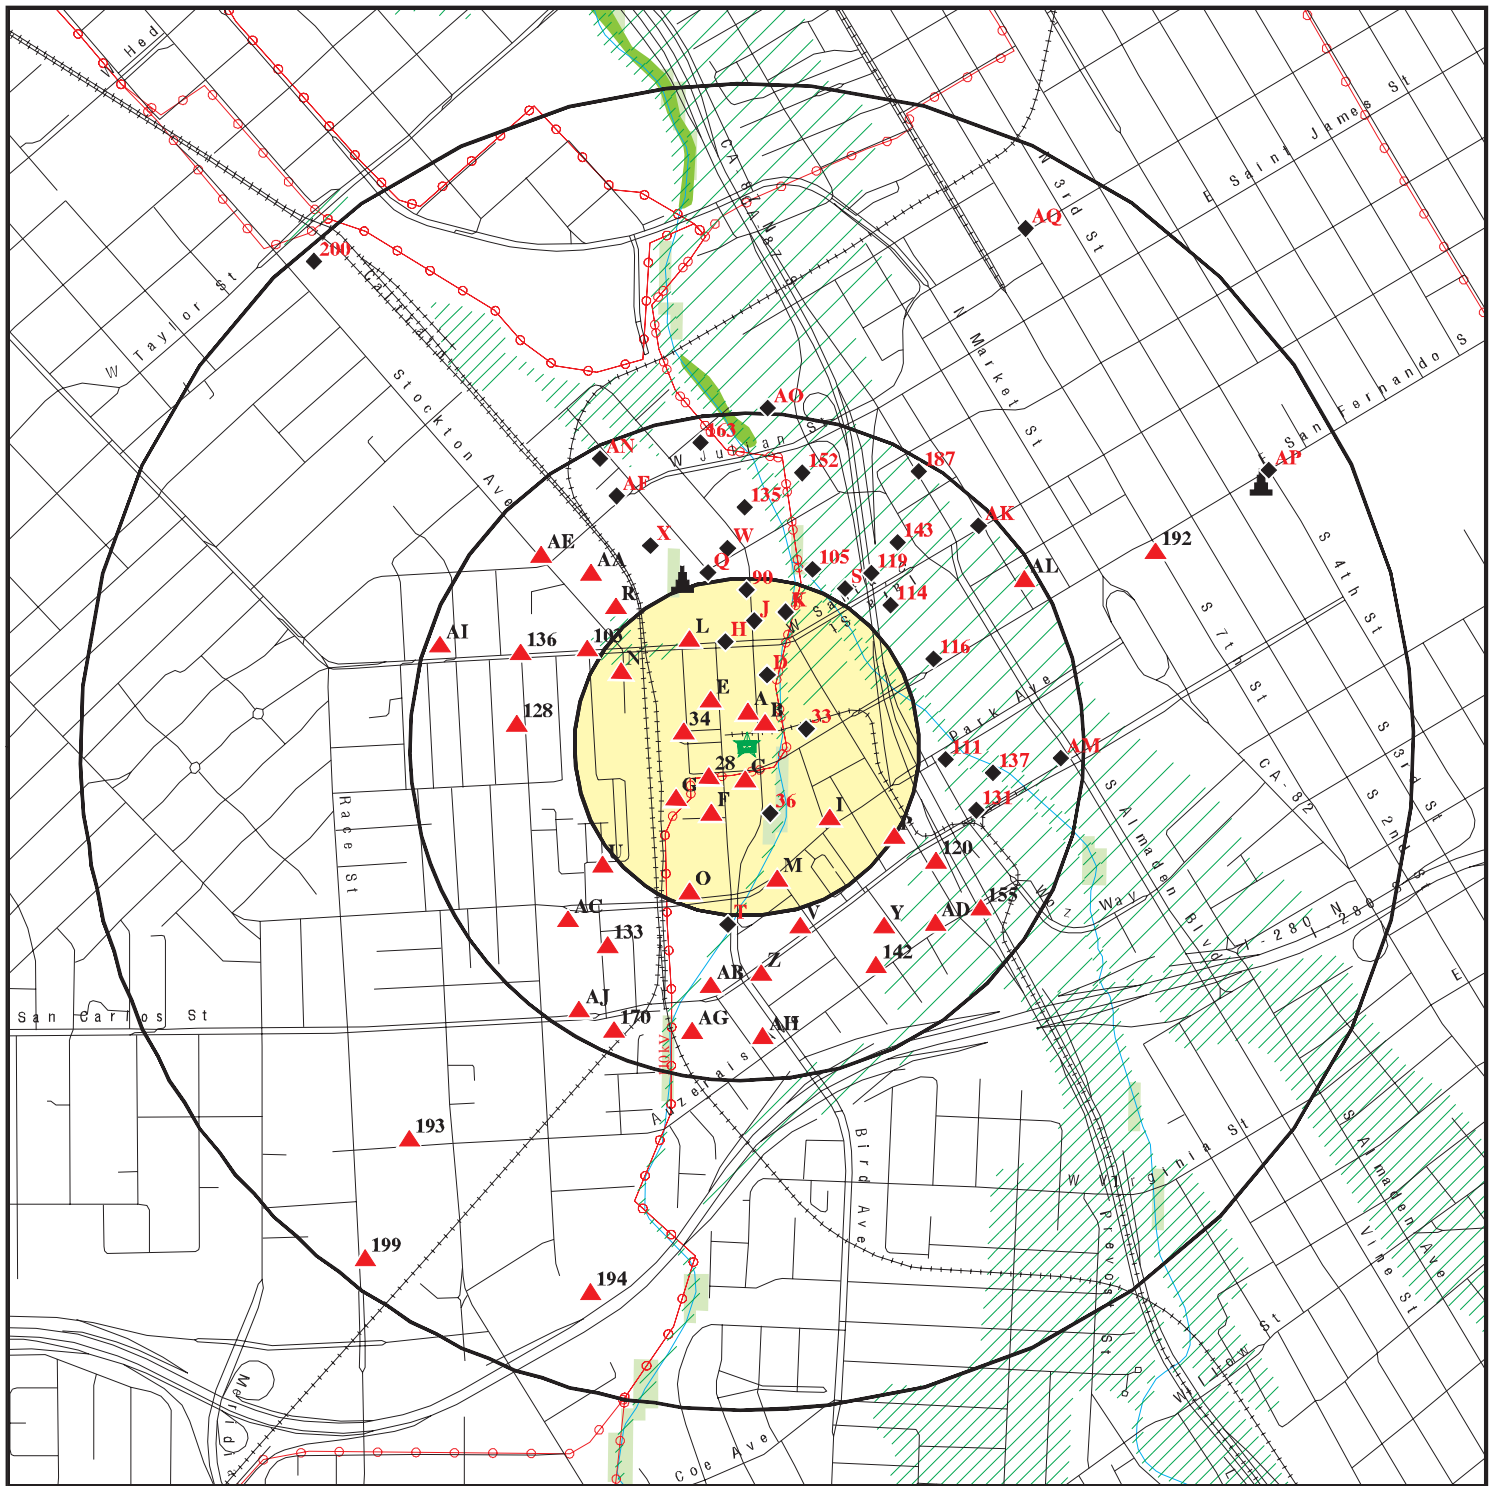 W Hed
E Saint James St
CA-87
N 3rd St
AQ
200
W Taylor St
Caltrain
N Market St
E San Fernando S
Stockton Ave
AO
163
W Julian St
AN
AP
152
187
AF
135
AK
X
W
143
192
AE
AA
Q
105
119
AL
S
90
114
R
K
J
S 4th St
S 7th St
AI
136
103
L
H
N
D
116
E
A
B
128
34
33
Park Ave
28
C
111
137
AM
CA-82
S 3rd St
S 2nd St
G
F
36
I
131
Race St
P
S Almaden Blvd
U
120
O
M
Woz Way
AC
T
V
Y
AD
155
133
142
I-280 N
I-280 S
E
AB
Z
San Carlos St
AJ
170
AG
AH
Auzerais
193
Bird Ave
W Virginia St
S Almaden Ave
Prevost St
Vine St
199
194
W
Willow St
Meridia
Coe Ave